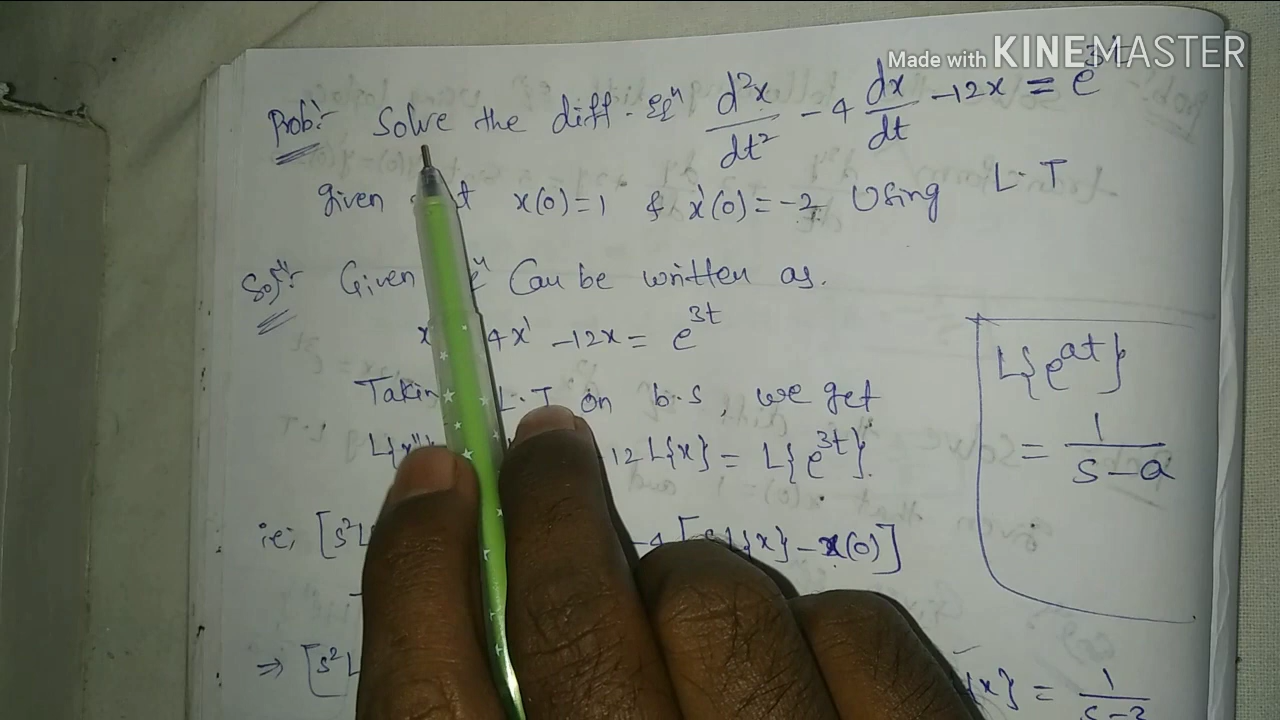 Made with KINEMASTER
Prob:- Solve the diff. Eqⁿ d²x/dt² - 4 dx/dt - 12x = e^3t
given t x(0)=1 & x'(0)=-2 Using L.T
Solⁿ:- Given Can be written as.
x 4x' -12x = e^3t
Taking L.T on b.s, we get
12 L{x} = L{e^3t}.
ie; [s²L -4[ L{x} - x(0)]
⇒ [s²L {x} = 1/s-3
L{e^at}
= 1/s-a